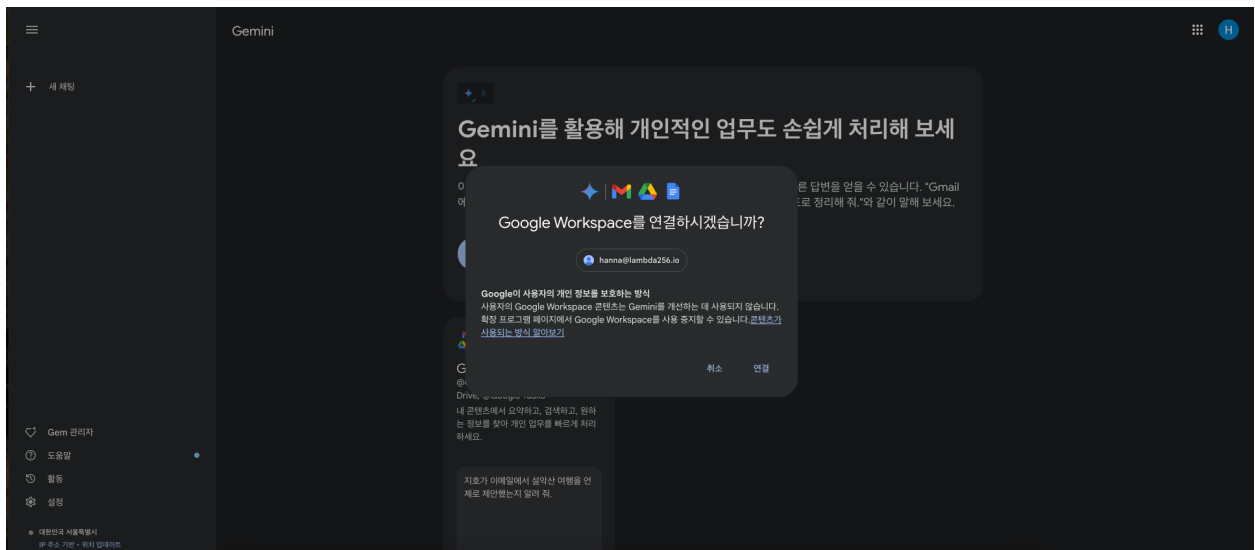 Gemini
H
새 채팅
Gemini를 활용해 개인적인 업무도 손쉽게 처리해 보세
요
른 답변을 얻을 수 있습니다. "Gmail
로 정리해 줘."와 같이 말해 보세요.
Google Workspace를 연결하시겠습니까?
hanna@lambda256.io
Google이 사용자의 개인 정보를 보호하는 방식
사용자의 Google Workspace 콘텐츠는 Gemini를 개선하는 데 사용되지 않습니다.
확장 프로그램 페이지에서 Google Workspace를 사용 중지할 수 있습니다.콘텐츠가
사용되는 방식 알아보기
취소 연결
내 콘텐츠에서 요약하고, 검색하고, 원하
는 정보를 찾아 개인 업무를 빠르게 처리
하세요.
지호가 이메일에서 설악산 여행을 언
제로 제안했는지 알려 줘.
Gem 관리자
도움말
활동
설정
대한민국 서울특별시
IP 주소 기반 • 위치 업데이트